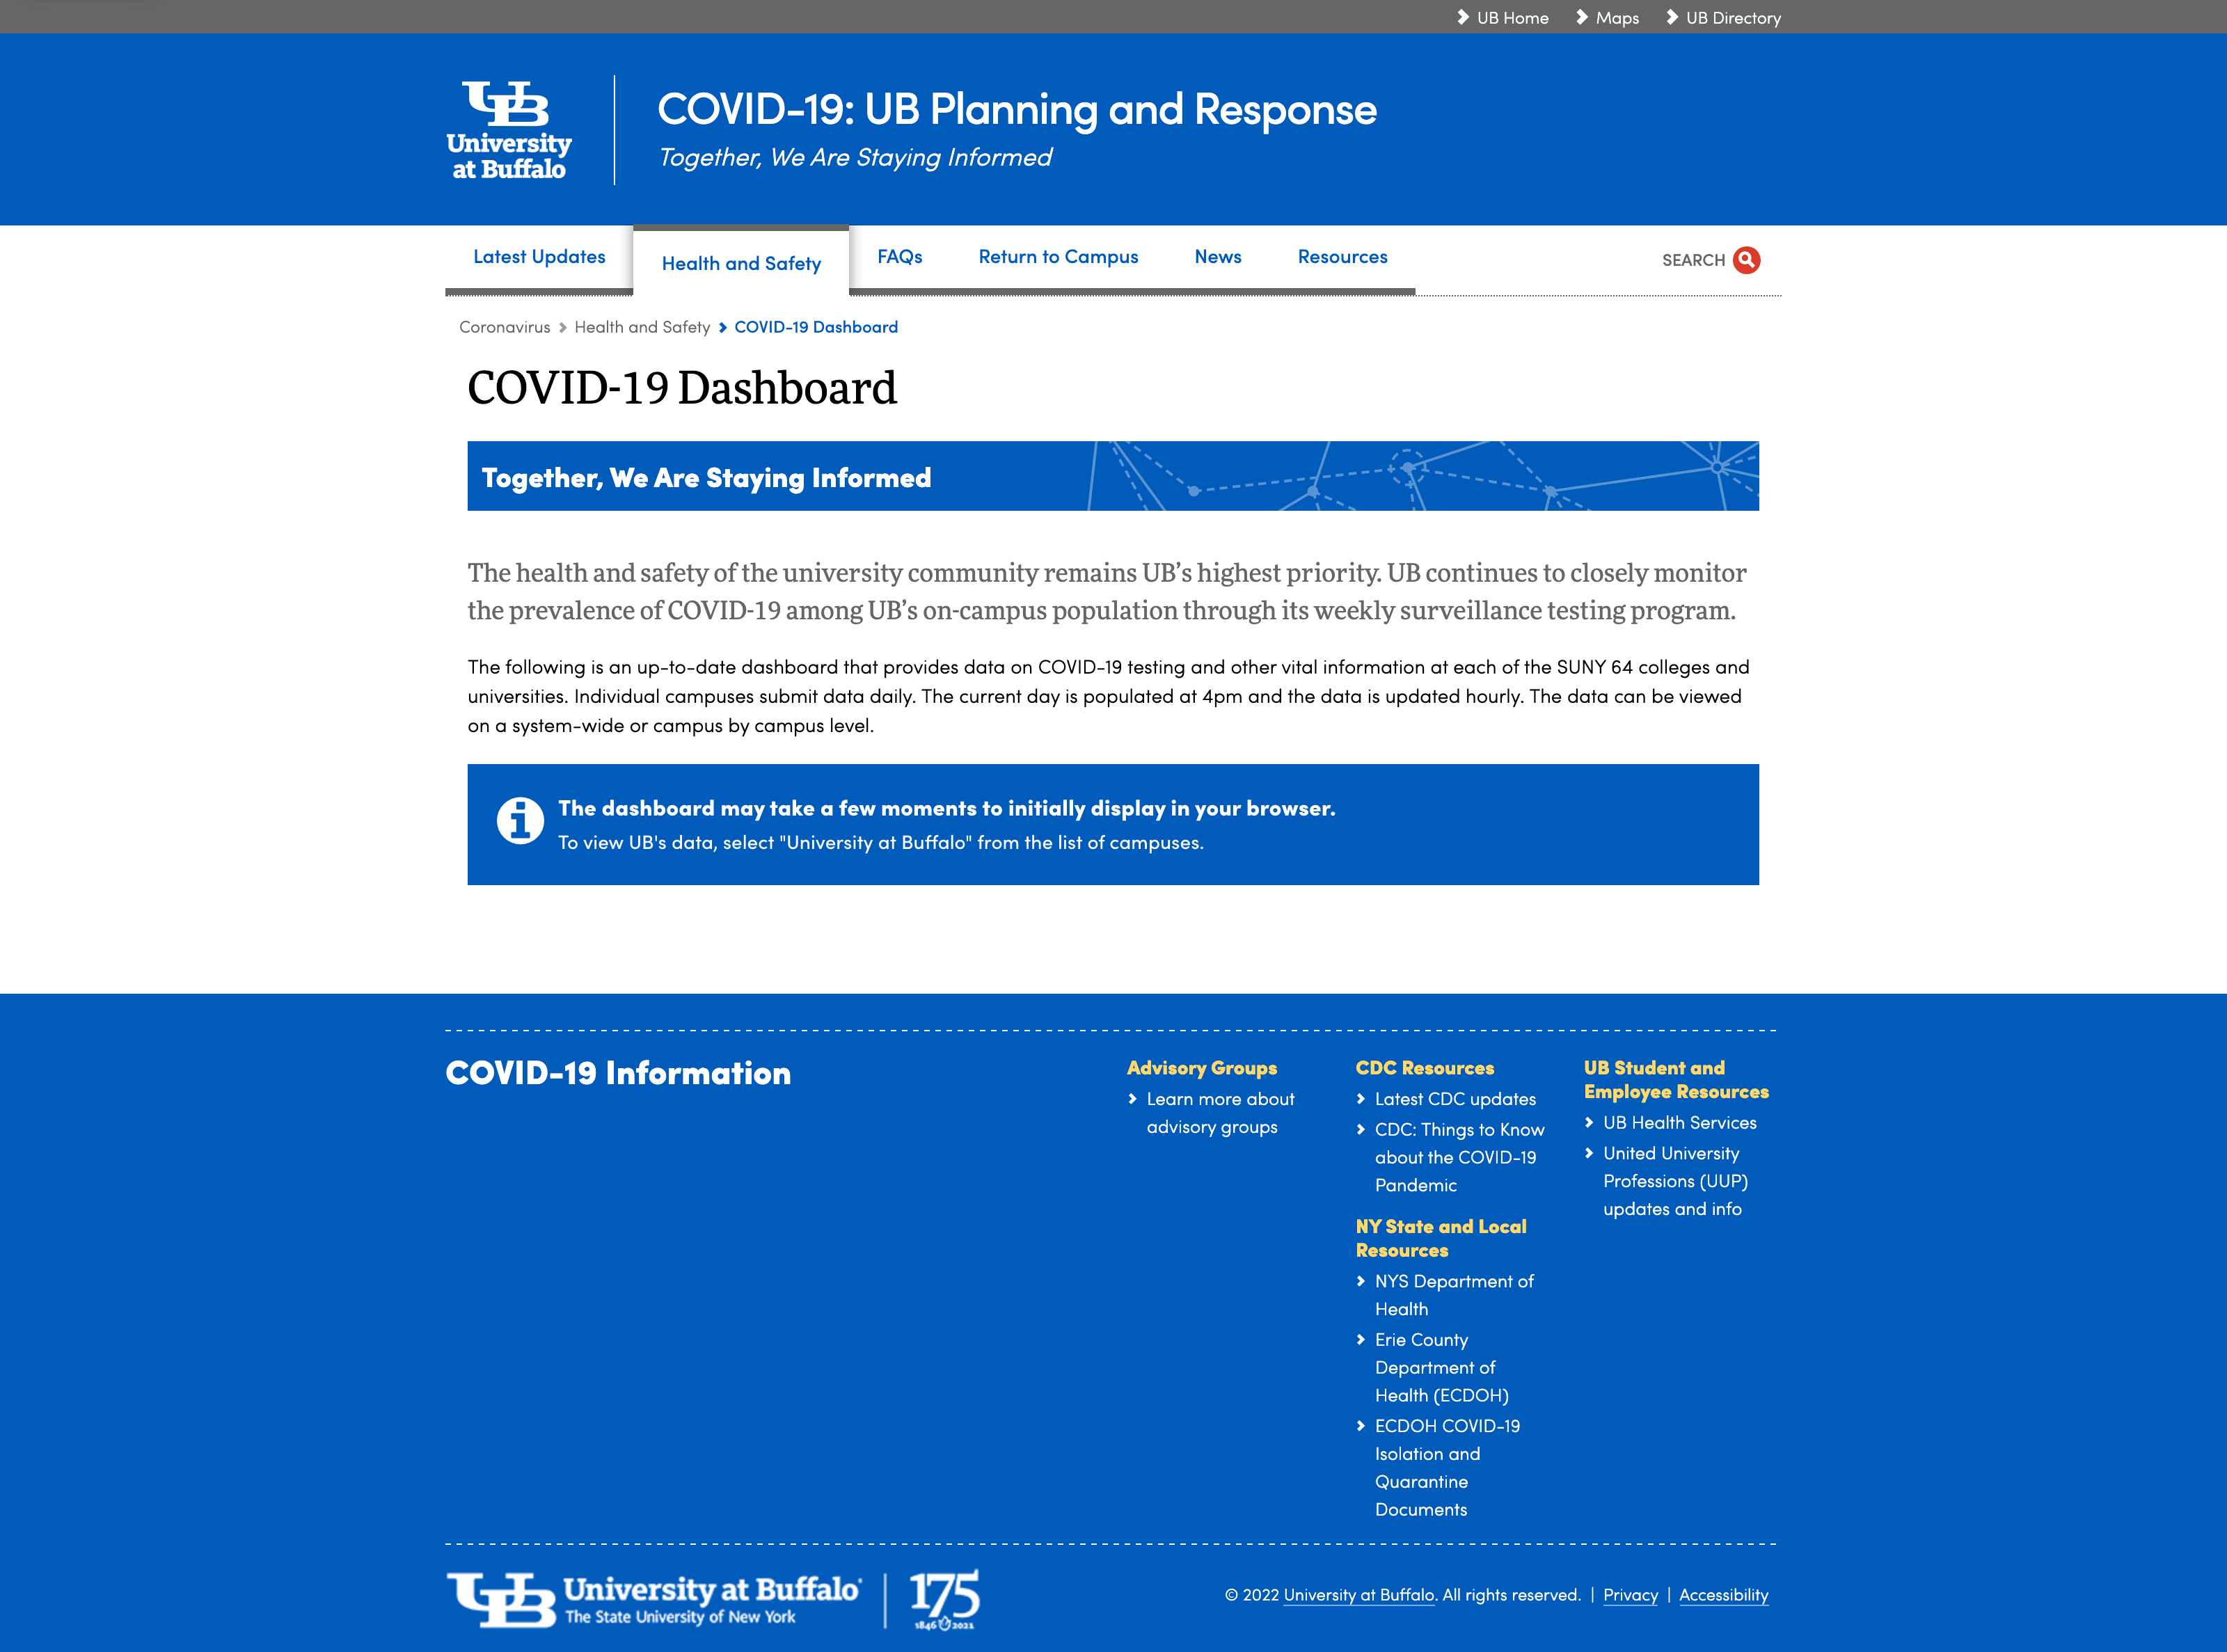 UB Home Maps UB Directory
UB
University
at Buffalo
COVID-19: UB Planning and Response
Together, We Are Staying Informed
Latest Updates Health and Safety FAQs Return to Campus News Resources SEARCH
Coronavirus Health and Safety COVID-19 Dashboard
COVID-19 Dashboard
Together, We Are Staying Informed
The health and safety of the university community remains UB's highest priority. UB continues to closely monitor
the prevalence of COVID-19 among UB's on-campus population through its weekly surveillance testing program.
The following is an up-to-date dashboard that provides data on COVID-19 testing and other vital information at each of the SUNY 64 colleges and
universities. Individual campuses submit data daily. The current day is populated at 4pm and the data is updated hourly. The data can be viewed
on a system-wide or campus by campus level.
The dashboard may take a few moments to initially display in your browser.
To view UB's data, select "University at Buffalo" from the list of campuses.
COVID-19 Information
Advisory Groups
Learn more about
advisory groups
CDC Resources
Latest CDC updates
CDC: Things to Know
about the COVID-19
Pandemic
NY State and Local
Resources
NYS Department of
Health
Erie County
Department of
Health (ECDOH)
ECDOH COVID-19
Isolation and
Quarantine
Documents
UB Student and
Employee Resources
UB Health Services
United University
Professions (UUP)
updates and info
UB University at Buffalo
The State University of New York
175
1846 2021
© 2022 University at Buffalo. All rights reserved. | Privacy | Accessibility